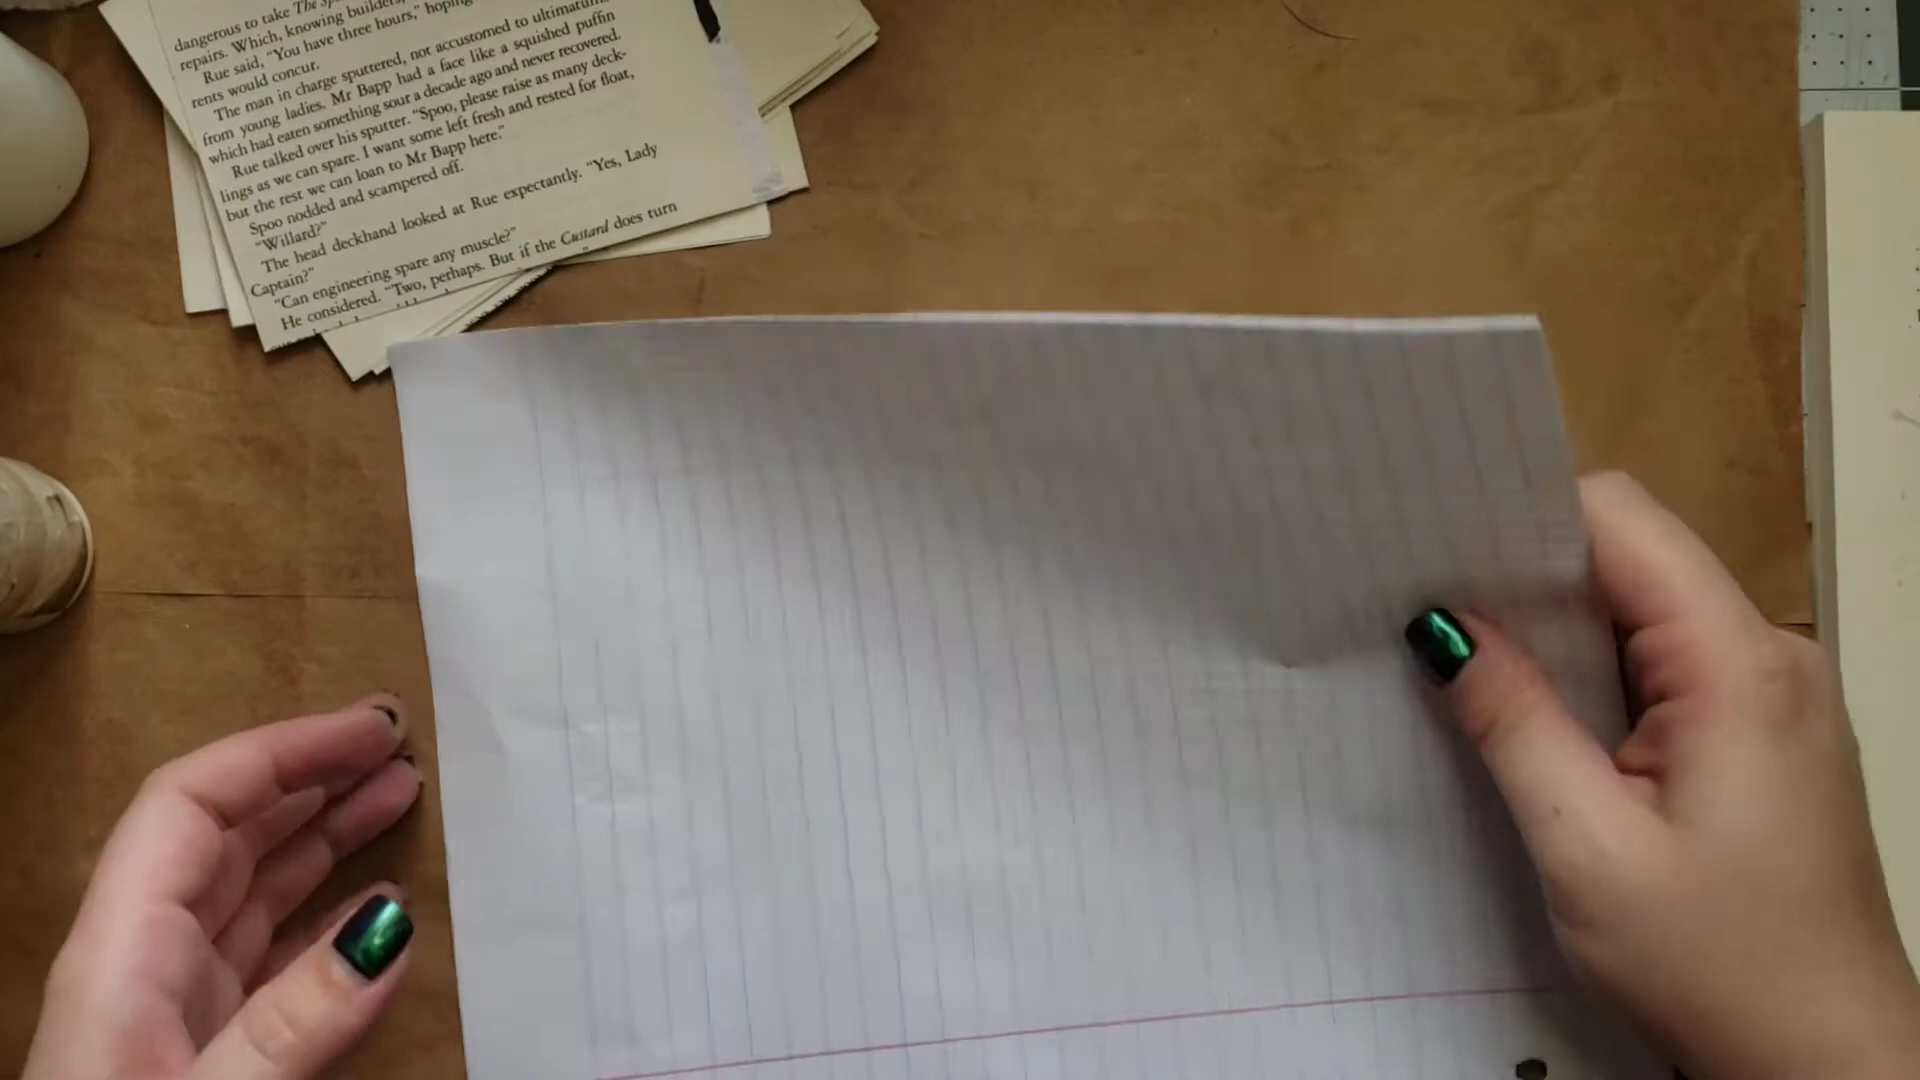 dangerous to take The
repairs. Which, knowing builders,
Rue said, “You have three hours,” hoping
rents would concur.
The man in charge sputtered, not accustomed to ultimatums
from young ladies. Mr Bapp had a face like a squished puffin
which had eaten something sour a decade ago and never recovered.
Rue talked over his sputter. “Spoo, please raise as many deck-
lings as we can spare. I want some left fresh and rested for float,
but the rest we can loan to Mr Bapp here.”
Spoo nodded and scampered off.
“Willard?”
The head deckhand looked at Rue expectantly. “Yes, Lady
Captain?”
“Can engineering spare any muscle?”
He considered. “Two, perhaps. But if the Custard does turn